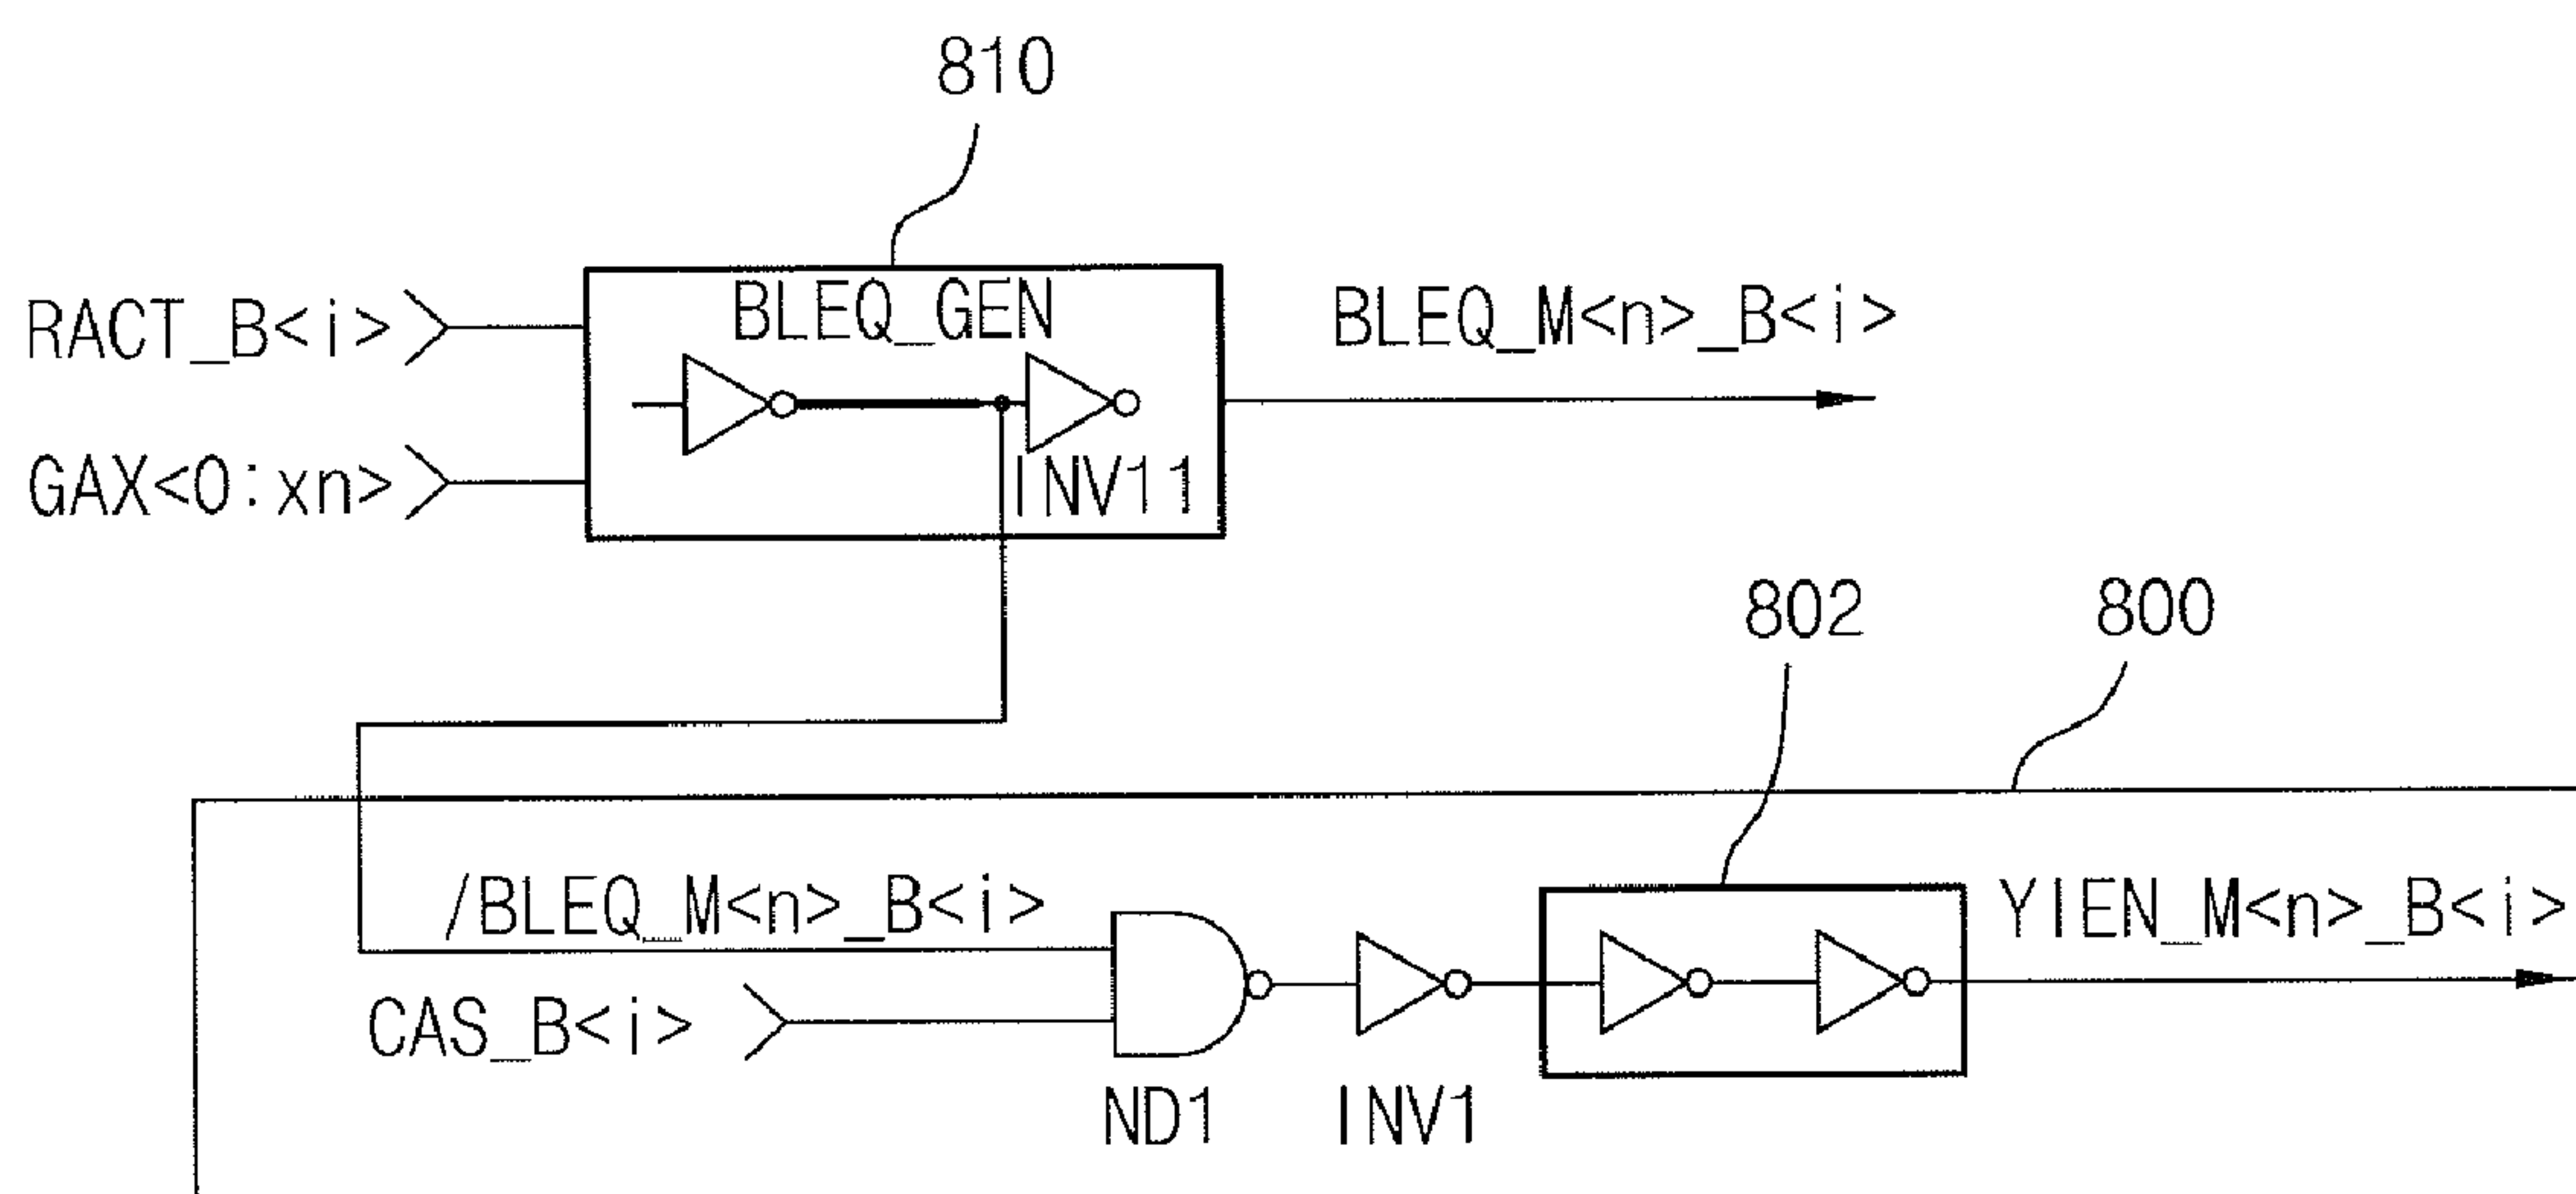 810
BLEQ_GEN
RACT_B<i>
BLEQ_M<n>_B<i>
GAX<0:xn>
INV11
802
800
/BLEQ_M<n>_B<i>
YIEN_M<n>_B<i>
CAS_B<i>
ND1
INV1